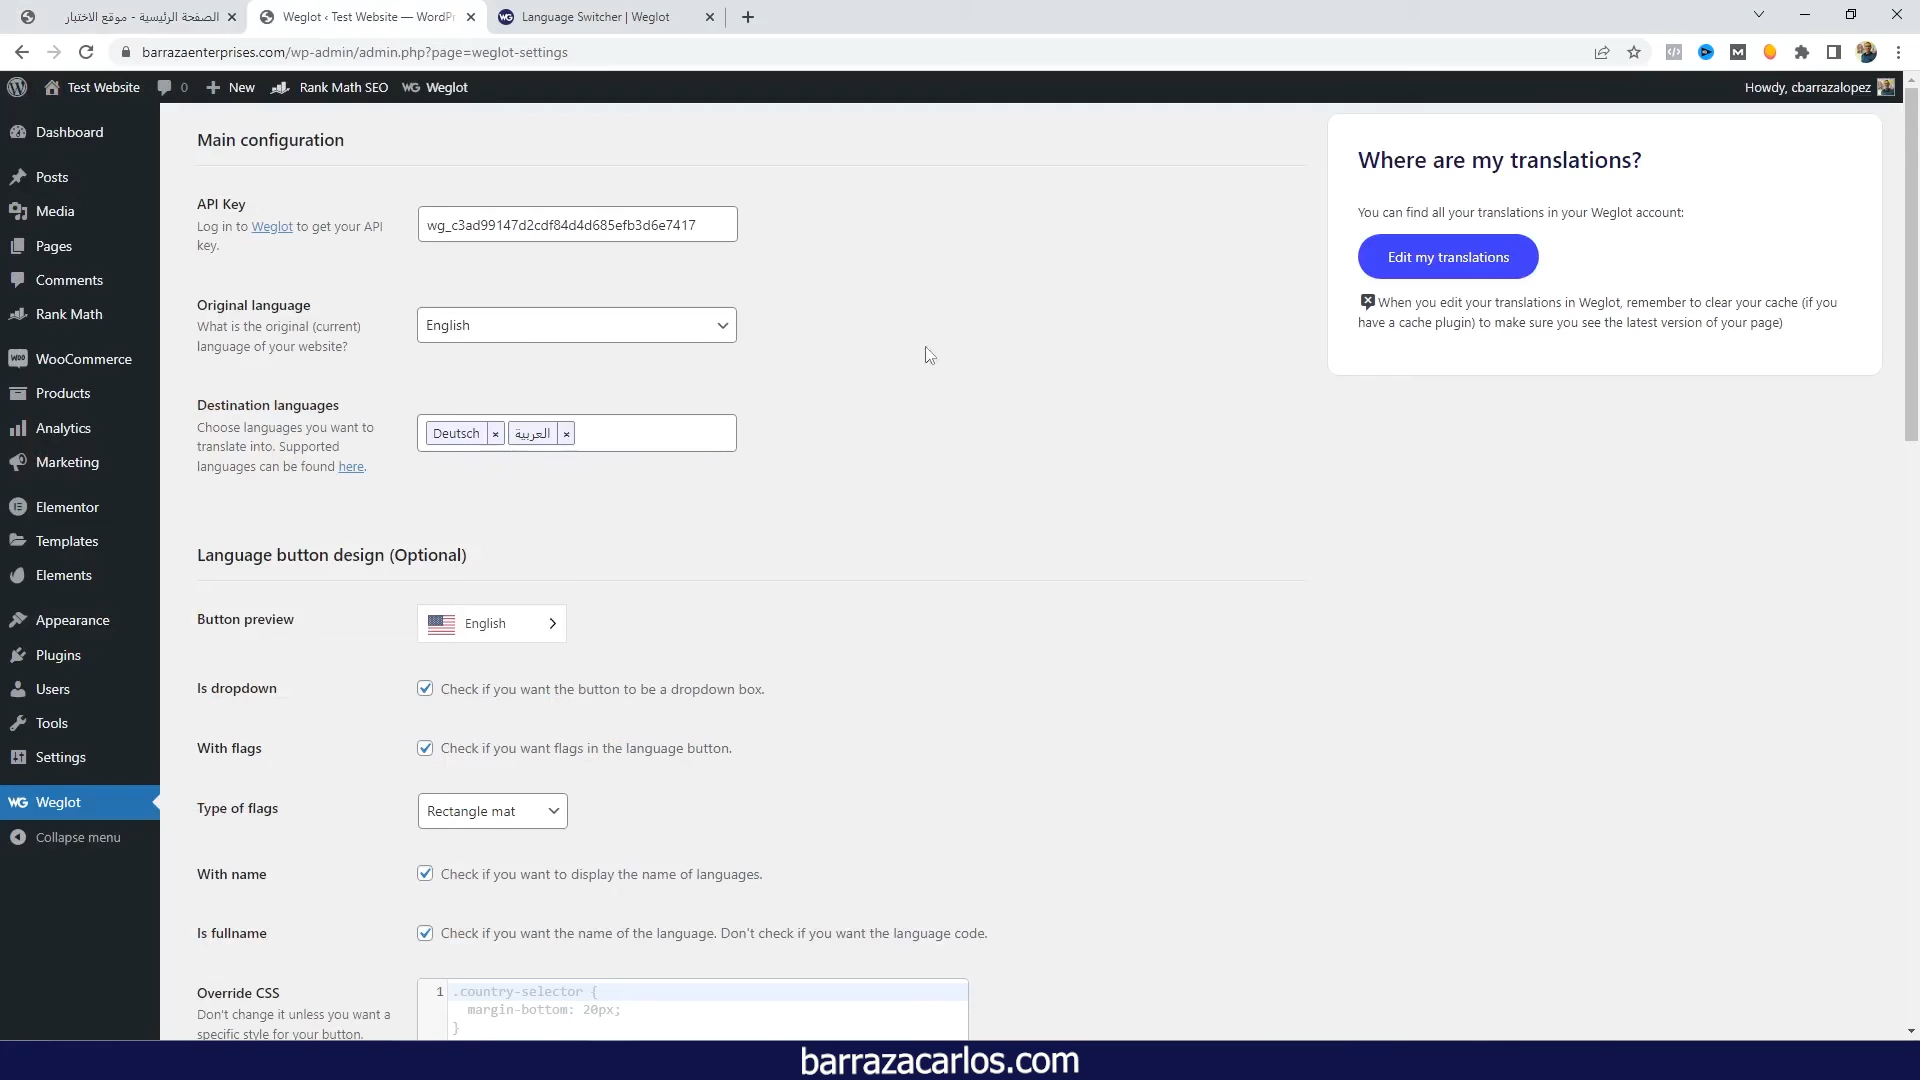 الصفحة الرئيسية - موقع الاختبار
Weglot ‹ Test Website — WordPr
Language Switcher | Weglot
barrazaenterprises.com/wp-admin/admin.php?page=weglot-settings
Test Website
0
New
Rank Math SEO
WG Weglot
Howdy, cbarrazalopez
Dashboard
Posts
Media
Pages
Comments
Rank Math
WooCommerce
Products
Analytics
Marketing
Elementor
Templates
Elements
Appearance
Plugins
Users
Tools
Settings
WG Weglot
Collapse menu
Main configuration
API Key
Log in to Weglot to get your API
key.
wg_c3ad99147d2cdf84d4d685efb3d6e7417
Original language
What is the original (current)
language of your website?
English
Destination languages
Choose languages you want to
translate into. Supported
languages can be found here.
Deutsch ×
العربية ×
Language button design (Optional)
Button preview
English
Is dropdown
Check if you want the button to be a dropdown box.
With flags
Check if you want flags in the language button.
Type of flags
Rectangle mat
With name
Check if you want to display the name of languages.
Is fullname
Check if you want the name of the language. Don't check if you want the language code.
Override CSS
Don't change it unless you want a
specific style for your button.
1 .country-selector {
margin-bottom: 20px;
}
Where are my translations?
You can find all your translations in your Weglot account:
Edit my translations
When you edit your translations in Weglot, remember to clear your cache (if you
have a cache plugin) to make sure you see the latest version of your page)
barrazacarlos.com